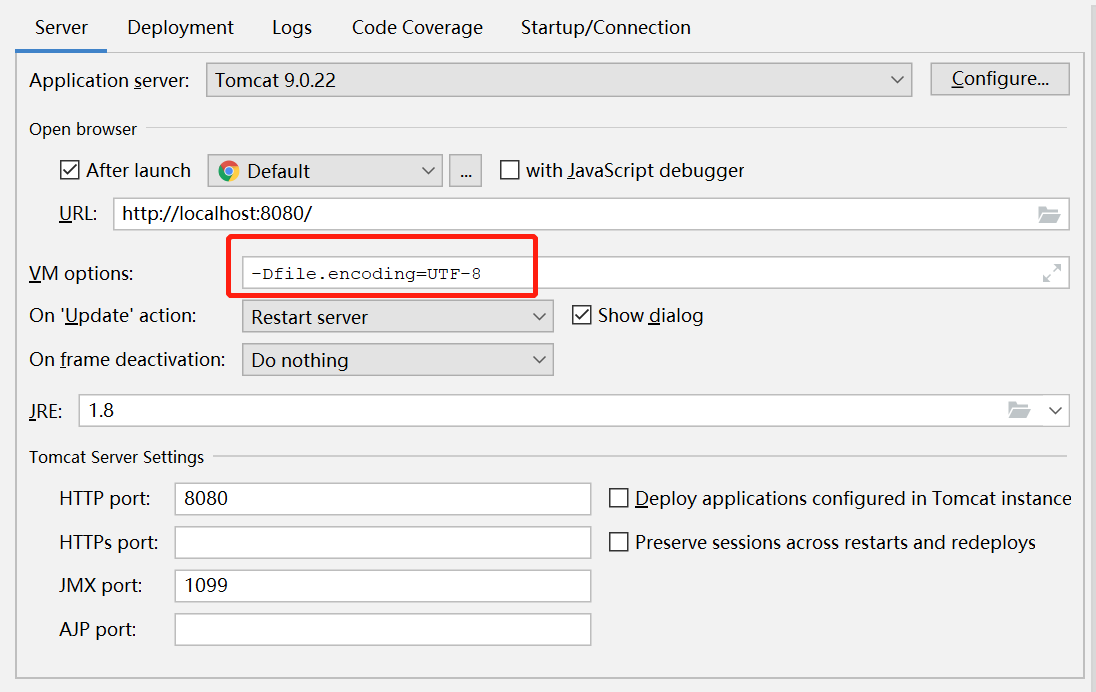 Server Deployment Logs Code Coverage Startup/Connection
Application server: Tomcat 9.0.22 Configure...
Open browser
After launch Default ... with JavaScript debugger
URL: http://localhost:8080/
VM options: -Dfile.encoding=UTF-8
On 'Update' action: Restart server Show dialog
On frame deactivation: Do nothing
JRE: 1.8
Tomcat Server Settings
HTTP port: 8080 Deploy applications configured in Tomcat instance
HTTPs port: Preserve sessions across restarts and redeploys
JMX port: 1099
AJP port: